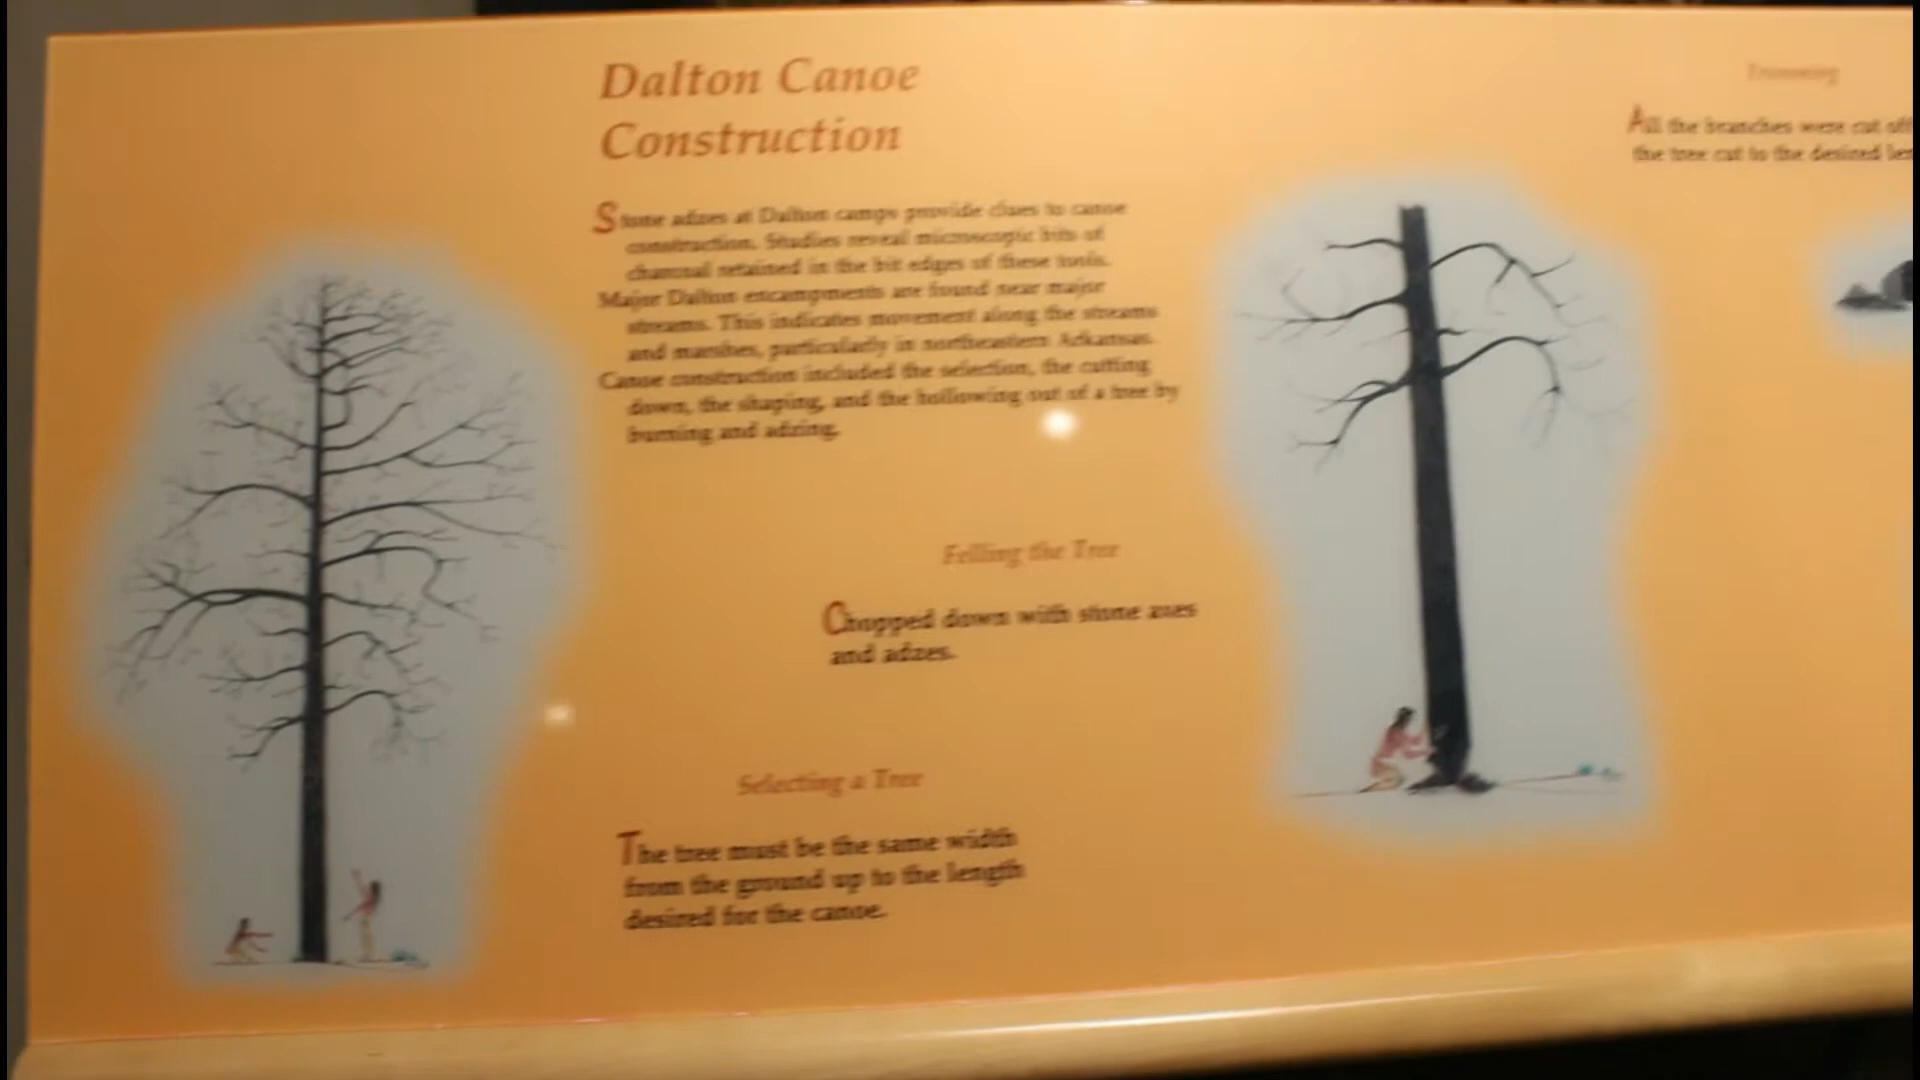 Dalton Canoe
Construction
Stone adzes at Dalton camps provide clues to canoe
construction. Studies reveal microscopic bits of
charcoal retained in the bit edges of these tools.
Major Dalton encampments are found near major
streams. This indicates movement along the streams
and marshes, particularly in northeastern Arkansas.
Canoe construction included the selection, the cutting
down, the shaping, and the hollowing out of a tree by
burning and adzing.
Felling the Tree
Chopped down with stone axes
and adzes.
Selecting a Tree
The tree must be the same width
from the ground up to the length
desired for the canoe.
Trimming
All the branches were cut off
the tree cut to the desired len